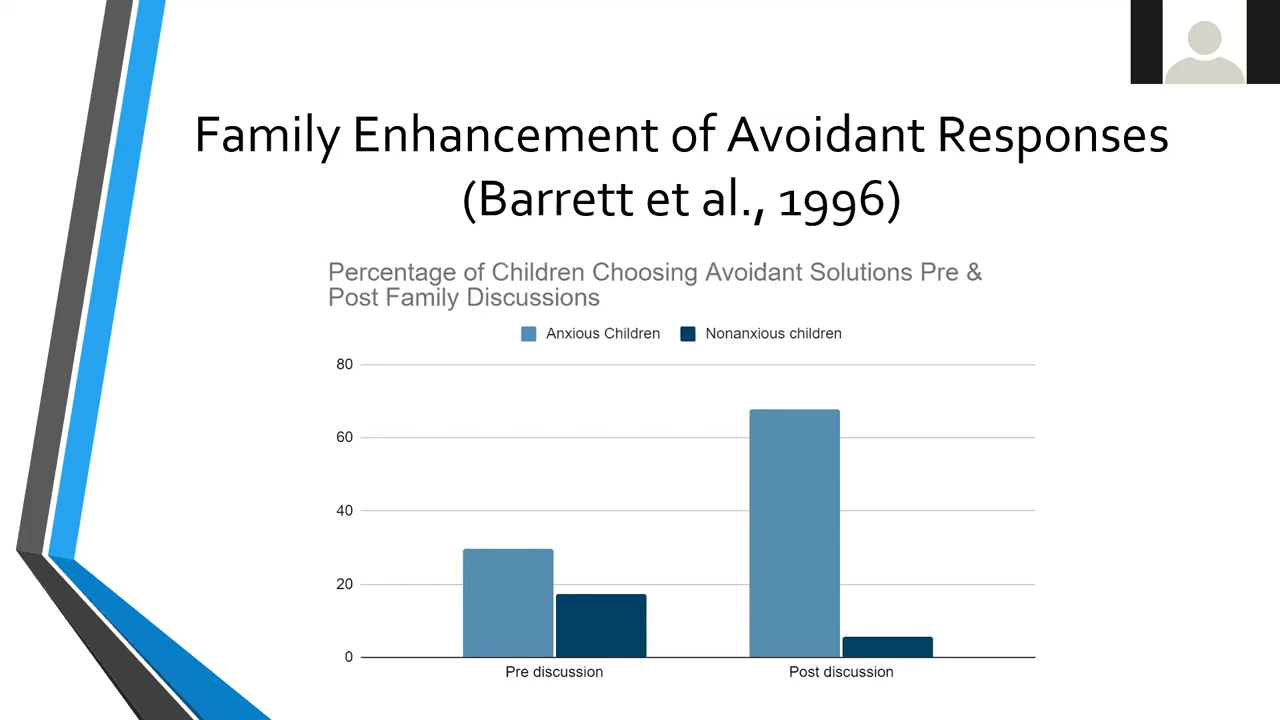 Family Enhancement of Avoidant Responses
(Barrett et al., 1996)
Percentage of Children Choosing Avoidant Solutions Pre &
Post Family Discussions
Anxious Children Nonanxious children
80
60
40
20
0
Pre discussion Post discussion